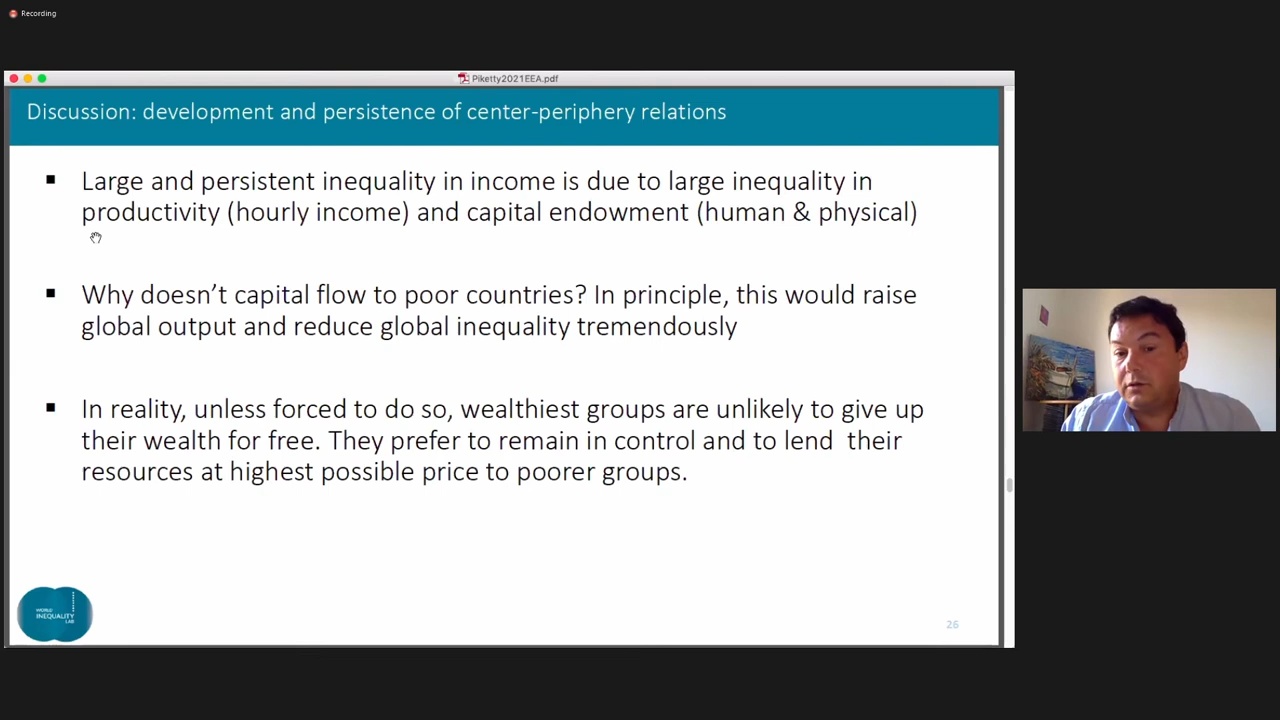 Recording
Piketty2021EEA.pdf
Discussion: development and persistence of center-periphery relations
▪ Large and persistent inequality in income is due to large inequality in
productivity (hourly income) and capital endowment (human & physical)
▪ Why doesn’t capital flow to poor countries? In principle, this would raise
global output and reduce global inequality tremendously
▪ In reality, unless forced to do so, wealthiest groups are unlikely to give up
their wealth for free. They prefer to remain in control and to lend  their
resources at highest possible price to poorer groups.
WORLD
INEQUALITY
LAB
26